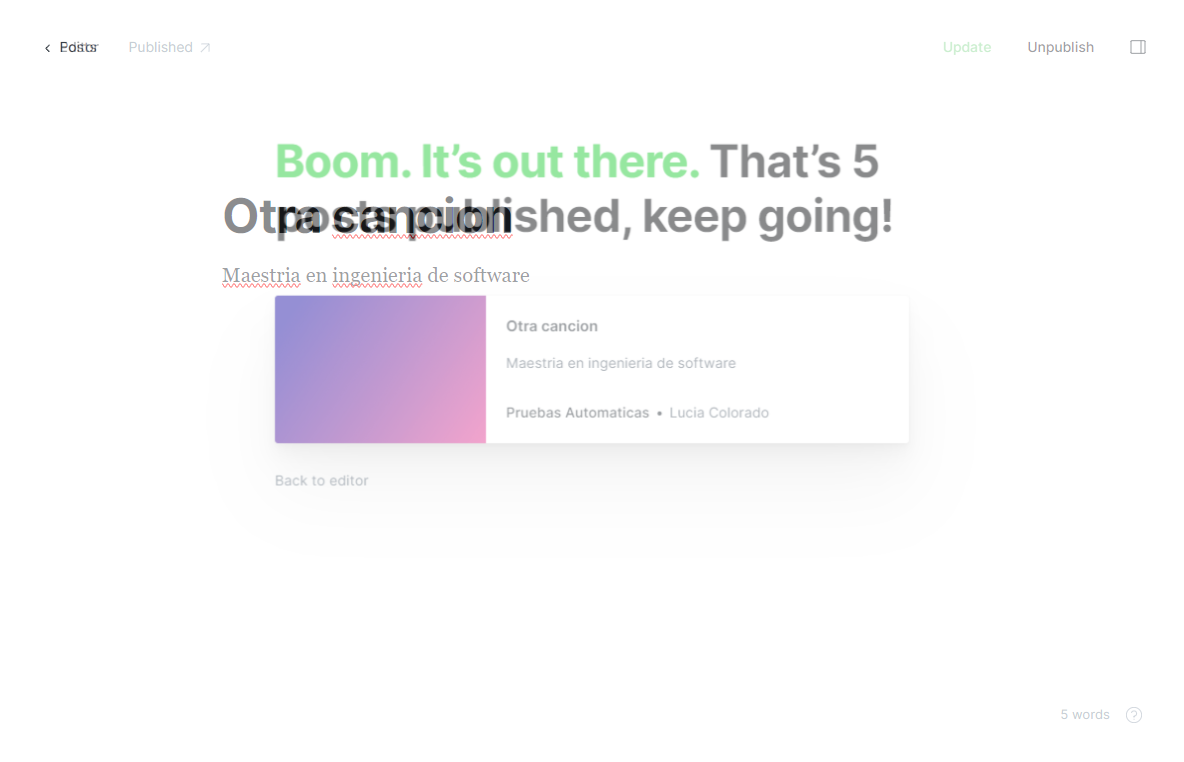 Posts
Editor
Published
Update
Unpublish
Boom. It's out there. That's 5
posts published, keep going!
Otra cancion
Maestria en ingenieria de software
Otra cancion
Maestria en ingenieria de software
Pruebas Automaticas • Lucia Colorado
Back to editor
5 words